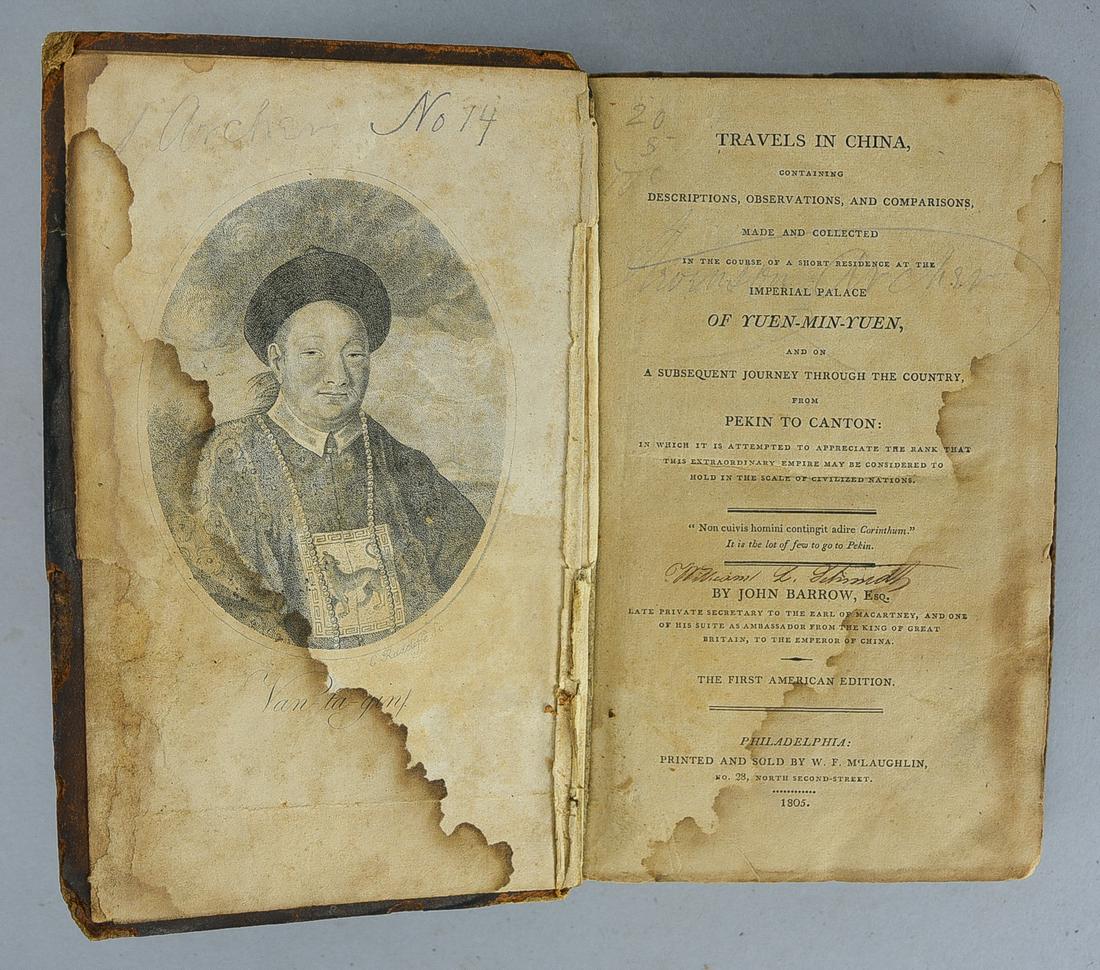 Archer No 14
C. Rus
Van-ta-gin
20
5
TRAVELS IN CHINA,
CONTAINING
DESCRIPTIONS, OBSERVATIONS, AND COMPARISONS,
MADE AND COLLECTED
IN THE COURSE OF A SHORT RESIDENCE AT THE
IMPERIAL PALACE
OF YUEN-MIN-YUEN,
AND ON
A SUBSEQUENT JOURNEY THROUGH THE COUNTRY,
FROM
PEKIN TO CANTON:
IN WHICH IT IS ATTEMPTED TO APPRECIATE THE RANK THAT
THIS EXTRAORDINARY EMPIRE MAY BE CONSIDERED TO
HOLD IN THE SCALE OF CIVILIZED NATIONS.
“ Non cuivis homini contingit adire Corinthum.”
It is the lot of few to go to Pekin.
William L. Schmidt
BY JOHN BARROW, ESQ.
LATE PRIVATE SECRETARY TO THE EARL OF MACARTNEY, AND ONE
OF HIS SUITE AS AMBASSADOR FROM THE KING OF GREAT
BRITAIN, TO THE EMPEROR OF CHINA.
THE FIRST AMERICAN EDITION.
PHILADELPHIA:
PRINTED AND SOLD BY W. F. M‘LAUGHLIN,
NO. 28, NORTH SECOND-STREET.
1805.